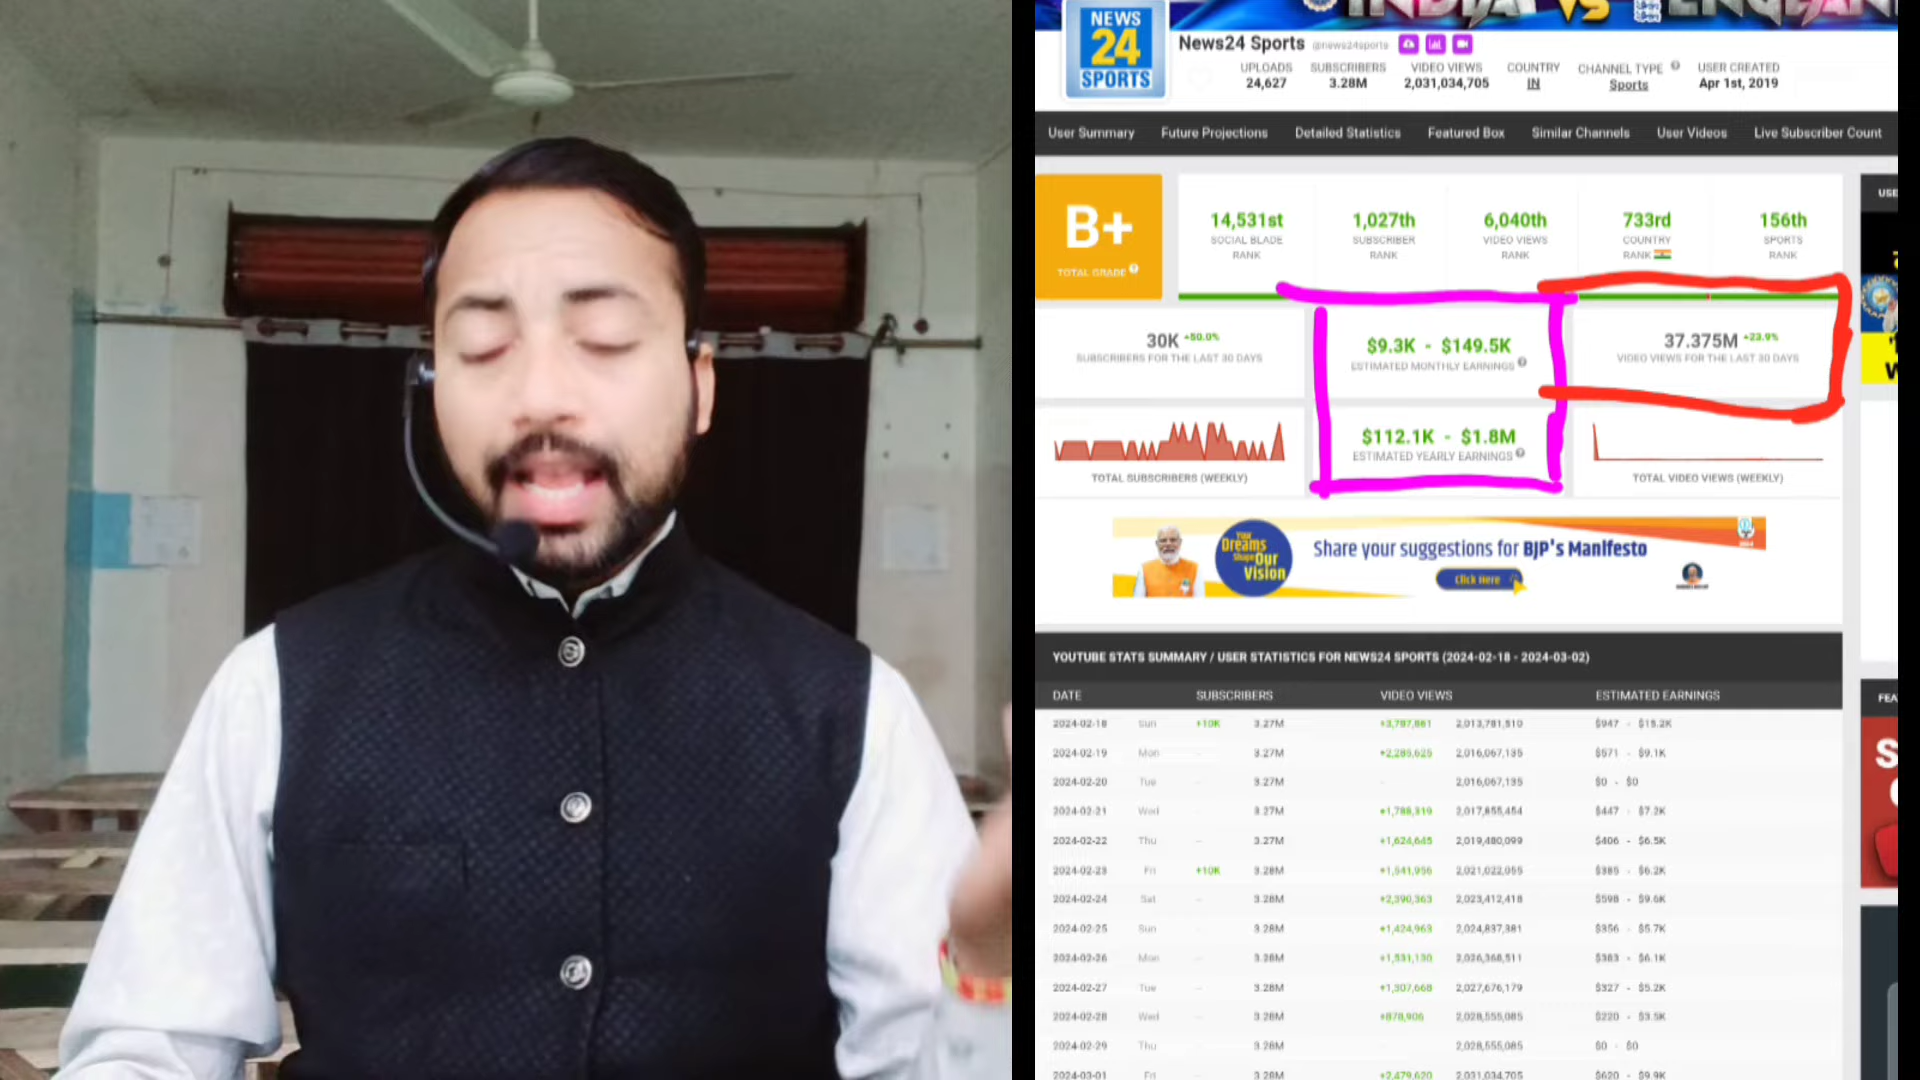 INDIA VS ENGLAND
NEWS
24
SPORTS
News24 Sports @news24sports
UPLOADS SUBSCRIBERS VIDEO VIEWS COUNTRY CHANNEL TYPE USER CREATED
24,627 3.28M 2,031,034,705 IN Sports Apr 1st, 2019
User Summary Future Projections Detailed Statistics Featured Box Similar Channels User Videos Live Subscriber Count
B+
TOTAL GRADE
14,531st 1,027th 6,040th 733rd 156th
SOCIAL BLADE SUBSCRIBER VIDEO VIEWS COUNTRY SPORTS
RANK RANK RANK RANK RANK
30K +50.0%
SUBSCRIBERS FOR THE LAST 30 DAYS
$9.3K - $149.5K
ESTIMATED MONTHLY EARNINGS
37.375M +23.9%
VIDEO VIEWS FOR THE LAST 30 DAYS
TOTAL SUBSCRIBERS (WEEKLY)
$112.1K - $1.8M
ESTIMATED YEARLY EARNINGS
TOTAL VIDEO VIEWS (WEEKLY)
Your
Dreams
Shape Our
Vision
Share your suggestions for BJP's Manifesto
Click Here
YOUTUBE STATS SUMMARY / USER STATISTICS FOR NEWS24 SPORTS (2024-02-18 - 2024-03-02)
DATE SUBSCRIBERS VIDEO VIEWS ESTIMATED EARNINGS
2024-02-18 Sun +10K 3.27M +3,787,861 2,013,781,510 $947 - $15.2K
2024-02-19 Mon -- 3.27M +2,285,625 2,016,067,135 $571 - $9.1K
2024-02-20 Tue -- 3.27M -- 2,016,067,135 $0 - $0
2024-02-21 Wed -- 3.27M +1,788,319 2,017,855,454 $447 - $7.2K
2024-02-22 Thu -- 3.27M +1,624,645 2,019,480,099 $406 - $6.5K
2024-02-23 Fri +10K 3.28M +1,541,956 2,021,022,055 $385 - $6.2K
2024-02-24 Sat -- 3.28M +2,390,363 2,023,412,418 $598 - $9.6K
2024-02-25 Sun -- 3.28M +1,424,963 2,024,837,381 $356 - $5.7K
2024-02-26 Mon -- 3.28M +1,531,130 2,026,368,511 $383 - $6.1K
2024-02-27 Tue -- 3.28M +1,307,668 2,027,676,179 $327 - $5.2K
2024-02-28 Wed -- 3.28M +878,906 2,028,555,085 $220 - $3.5K
2024-02-29 Thu -- 3.28M 2,028,555,085 $0 - $0
2024-03-01 Fri -- 3.28M +2,479,620 2,031,034,705 $620 - $9.9K